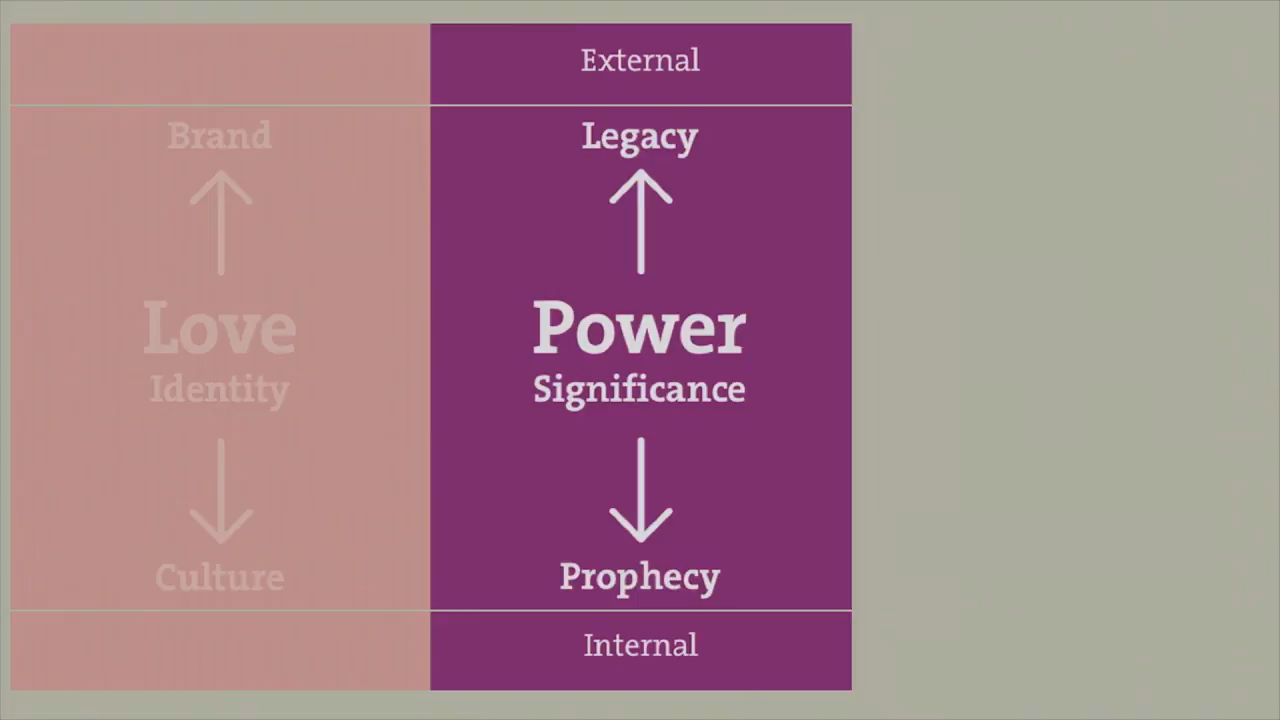 Brand
Love
Identity
Culture
External
Legacy
Power
Significance
Prophecy
Internal